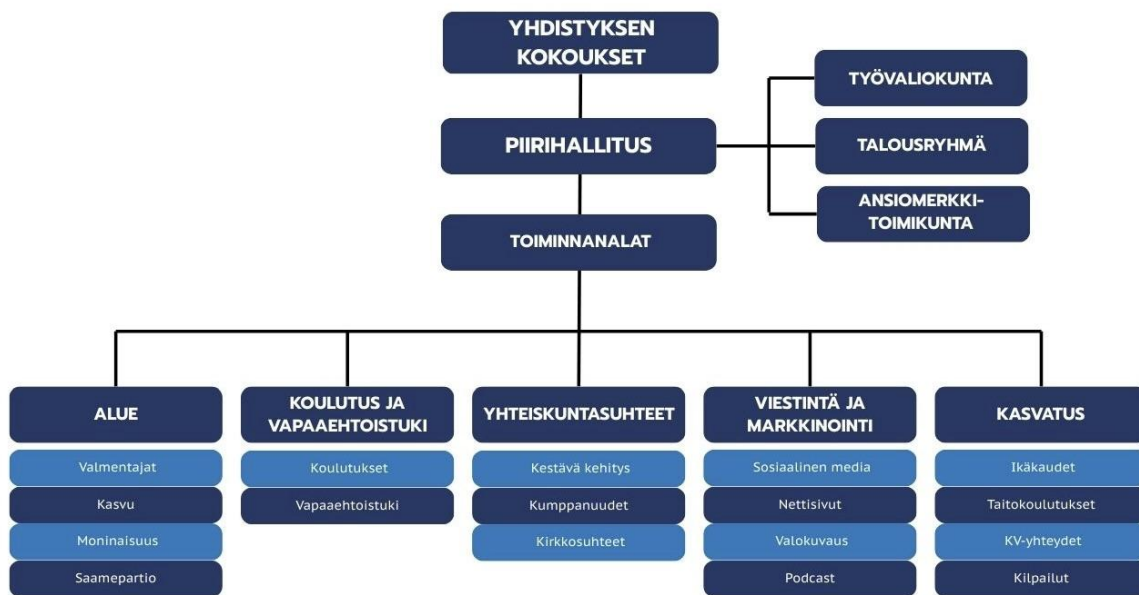 YHDISTYKSEN
KOKOUKSET
TYÖVALIOKUNTA
PIIRIHALLITUS
TALOUSRYHMÄ
ANSIOMERKKI-
TOIMIKUNTA
TOIMINNANALAT
ALUE
Valmentajat
Kasvu
Moninaisuus
Saamepartio
KOULUTUS JA
VAPAAEHTOISTUKI
Koulutukset
Vapaaehtoistuki
YHTEISKUNTASUHTEET
Kestävä kehitys
Kumppanuudet
Kirkkosuhteet
VIESTINTÄ JA
MARKKINOINTI
Sosiaalinen media
Nettisivut
Valokuvaus
Podcast
KASVATUS
Ikäkaudet
Taitokoulutukset
KV-yhteydet
Kilpailut